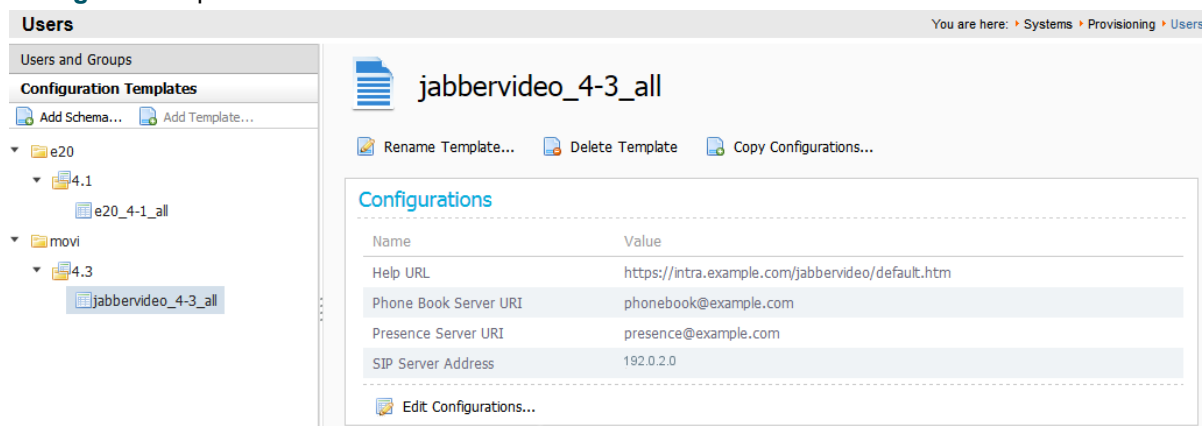 Users
You are here: Systems Provisioning Users
Users and Groups
Configuration Templates
Add Schema... Add Template...
e20
4.1
e20_4-1_all
movi
4.3
jabbervideo_4-3_all
jabbervideo_4-3_all
Rename Template... Delete Template Copy Configurations...
Configurations
Name Value
Help URL https://intra.example.com/jabbervideo/default.htm
Phone Book Server URI phonebook@example.com
Presence Server URI presence@example.com
SIP Server Address 192.0.2.0
Edit Configurations...